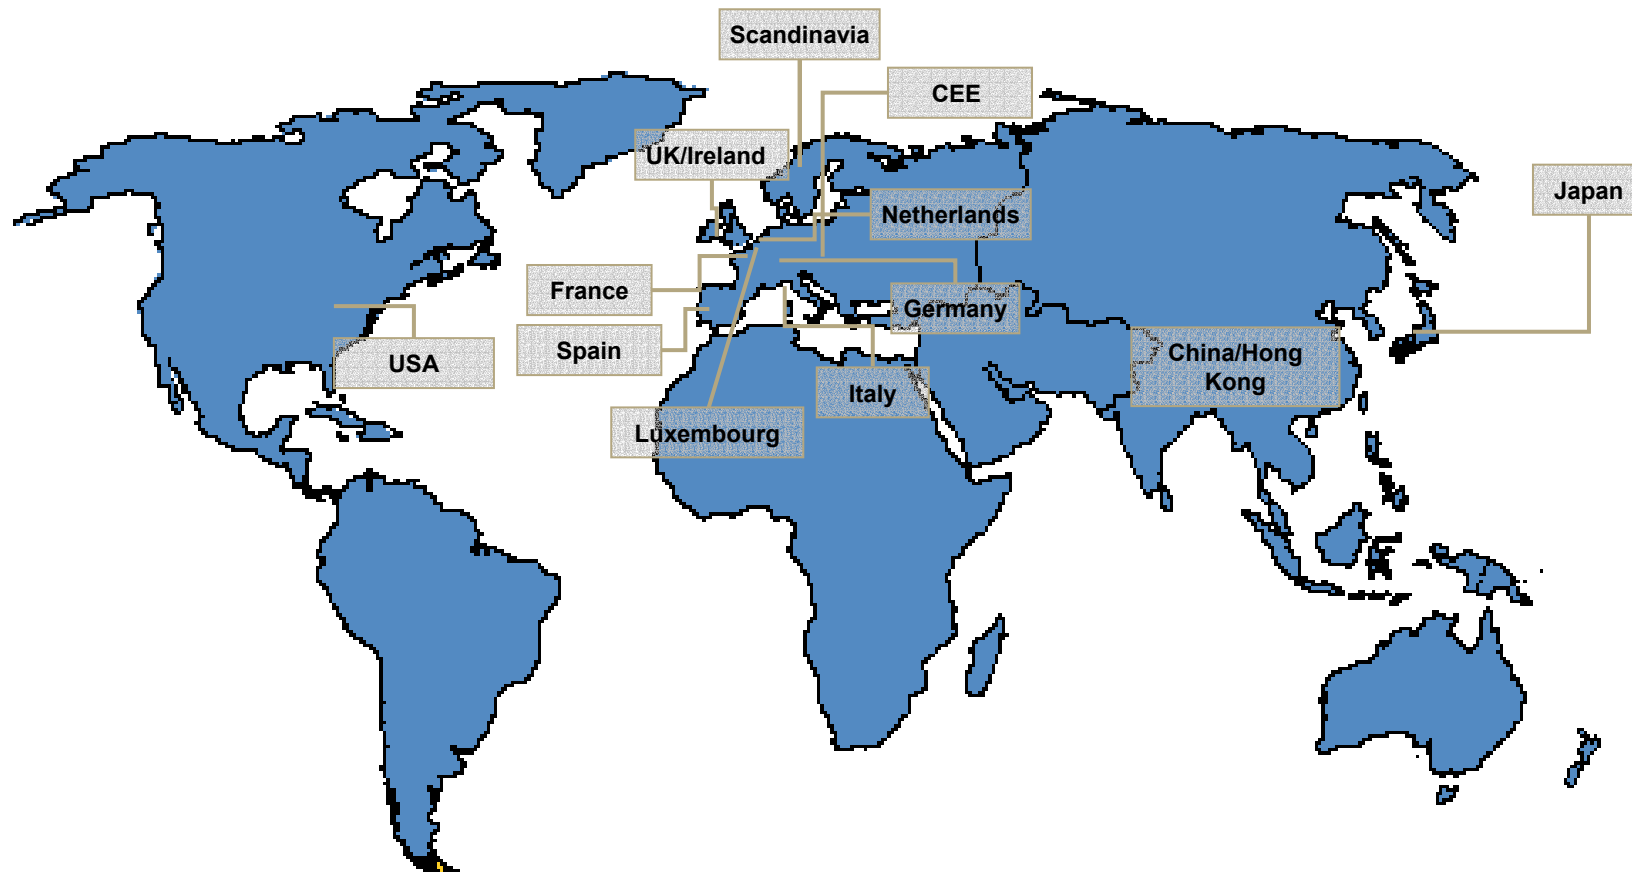 Scandinavia
CEE
UK/Ireland
Japan
Netherlands
France
Germany
Spain
USA
China/Hong
Kong
Italy
Luxembourg